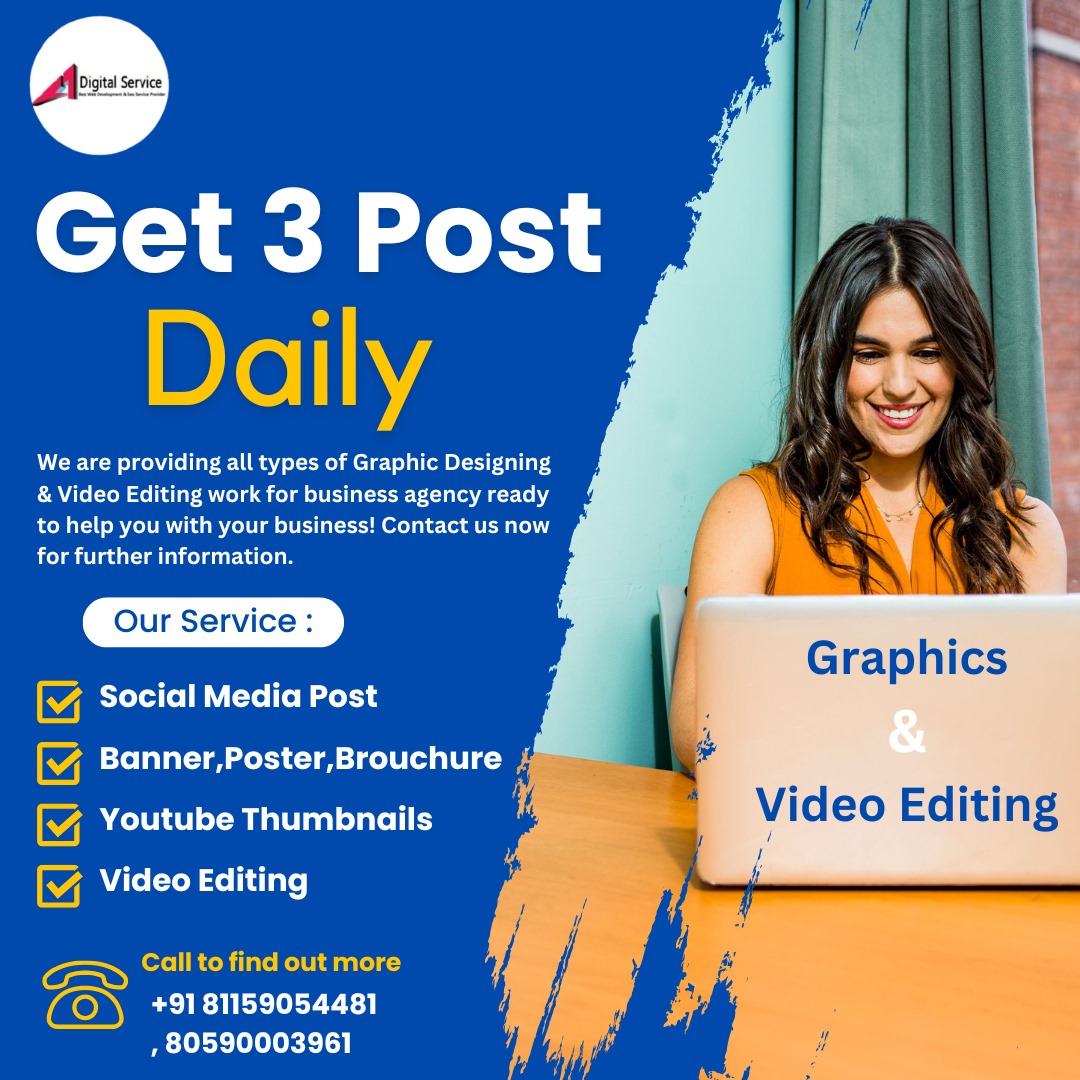 Digital Service
Best Web Development & Seo Service Provider
Get 3 Post
Daily
We are providing all types of Graphic Designing
& Video Editing work for business agency ready
to help you with your business! Contact us now
for further information.
Our Service :
Social Media Post
Banner,Poster,Brouchure
Youtube Thumbnails
Video Editing
Call to find out more
+91 81159054481
, 80590003961
Graphics
&
Video Editing